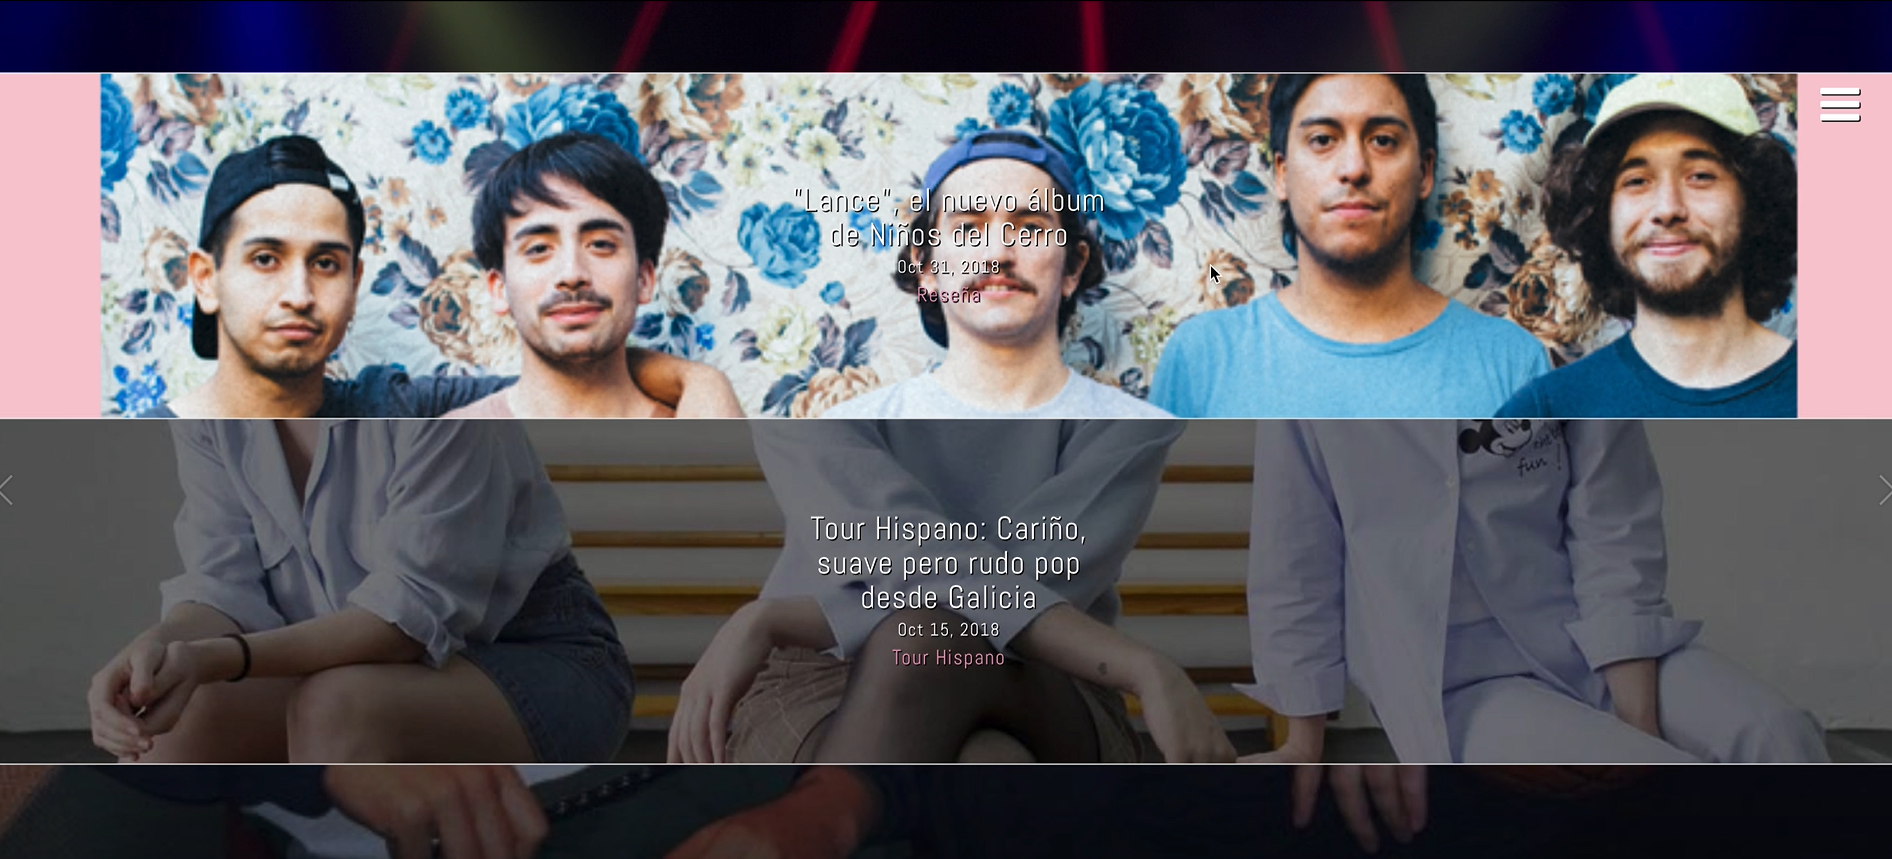 "Lance", el nuevo álbum
de Niños del Cerro
Oct 31, 2018
Reseña
fun!
Tour Hispano: Cariño,
suave pero rudo pop
desde Galicia
Oct 15, 2018
Tour Hispano